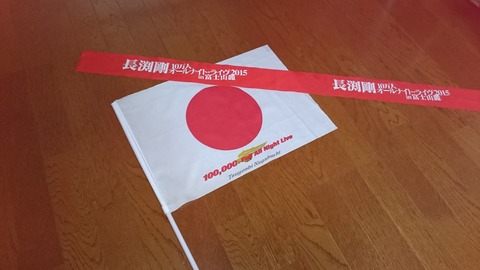 長渕剛 10万人
オールナイト・ライヴ2015
in 富士山麓
長渕剛 10万人
オールナイト・ライヴ2015
in 富士山麓
100,000 All Night Live
Tsuyoshi Nagabuchi